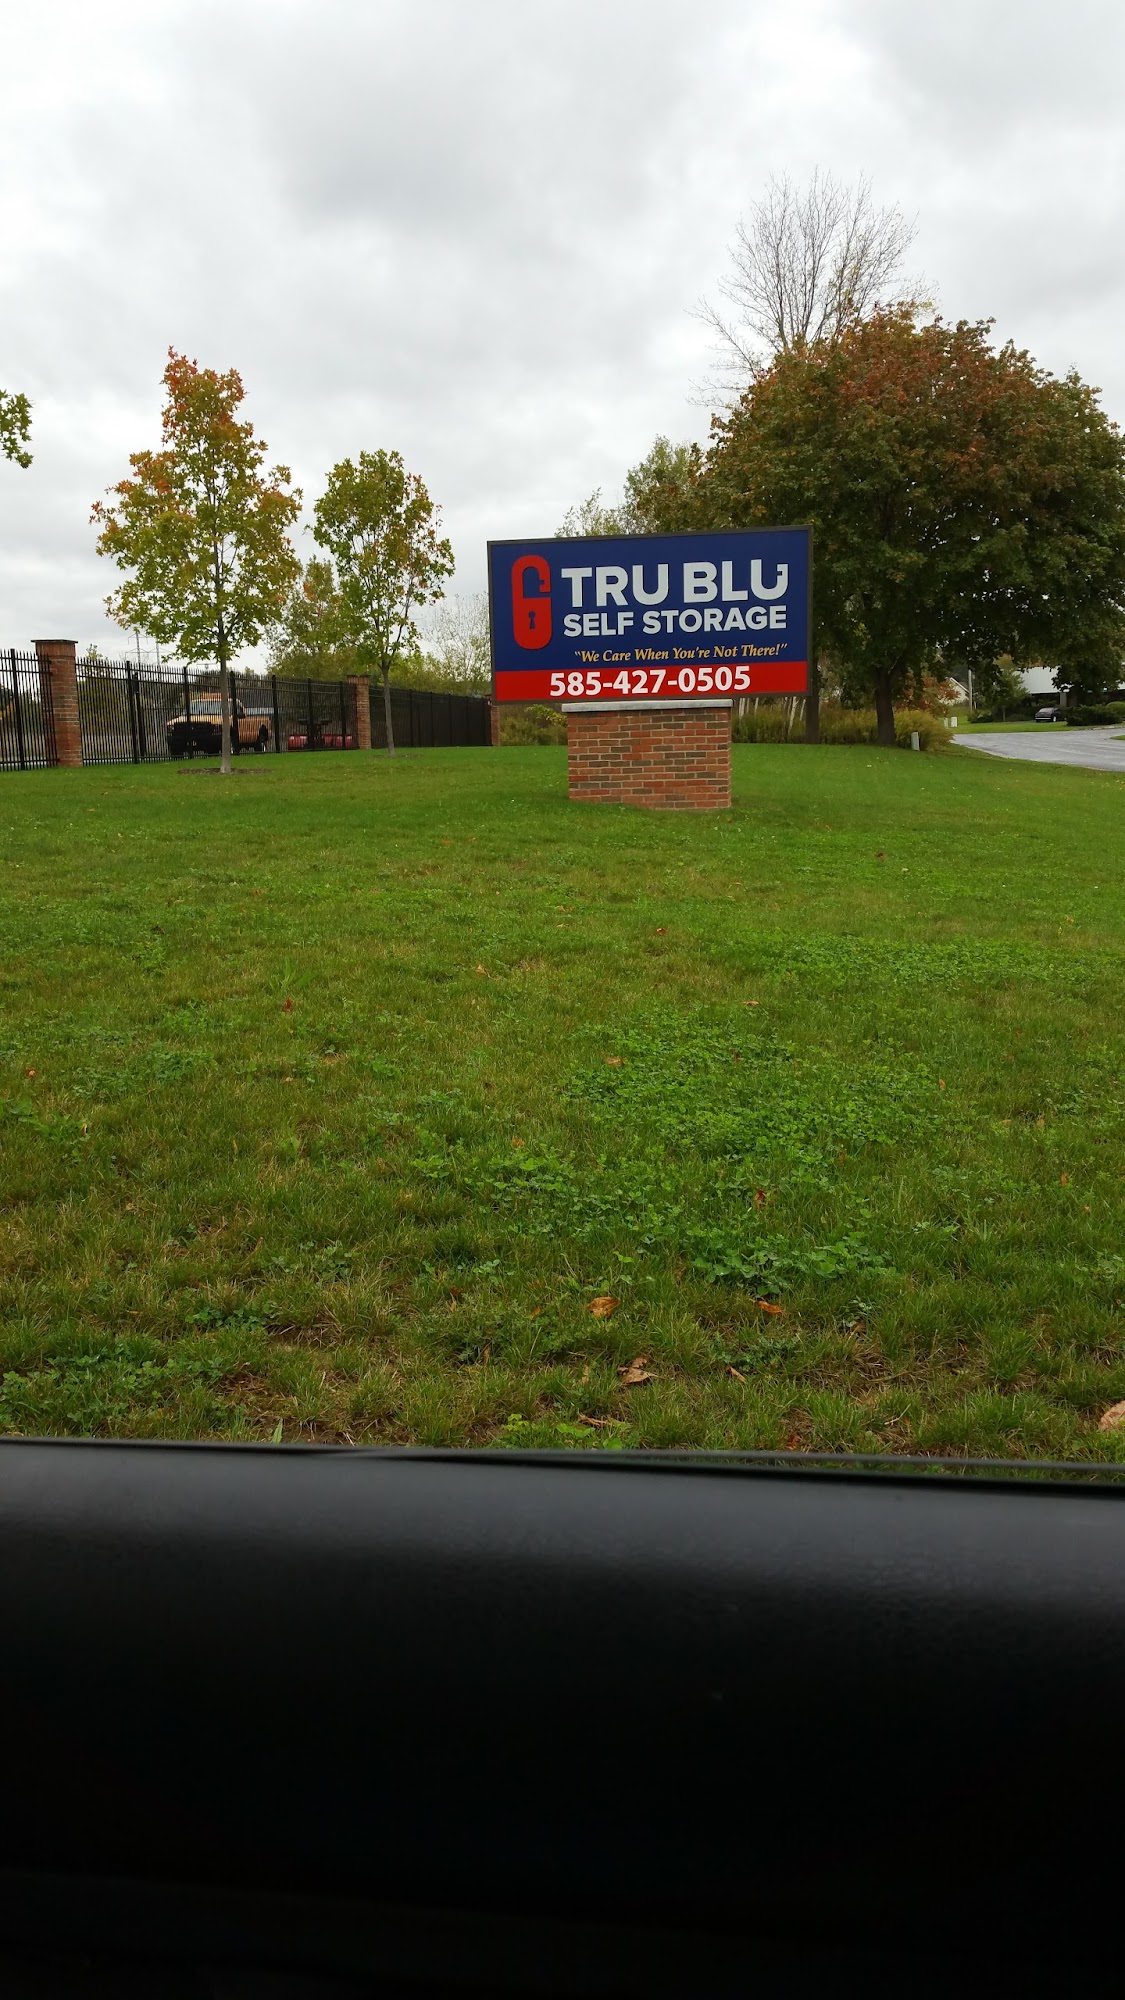 TRU BLU
SELF STORAGE
"We Care When You're Not There!"
585-427-0505